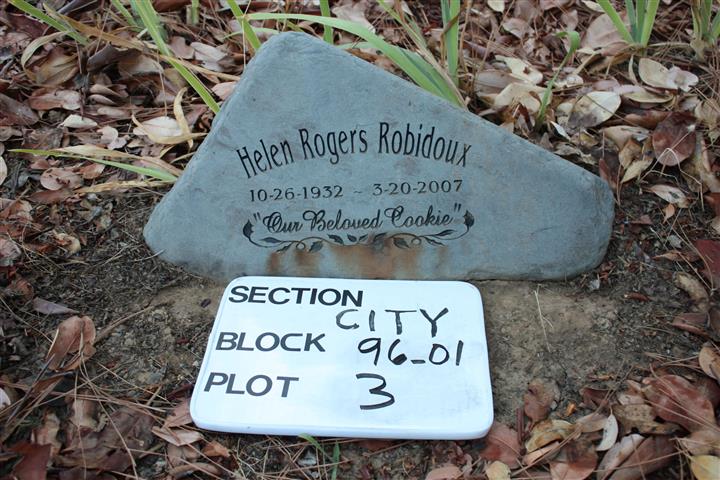 Helen Rogers Robidoux
10-26-1932 ~ 3-20-2007
"Our Beloved Cookie"
SECTION CITY
BLOCK 96-01
PLOT 3